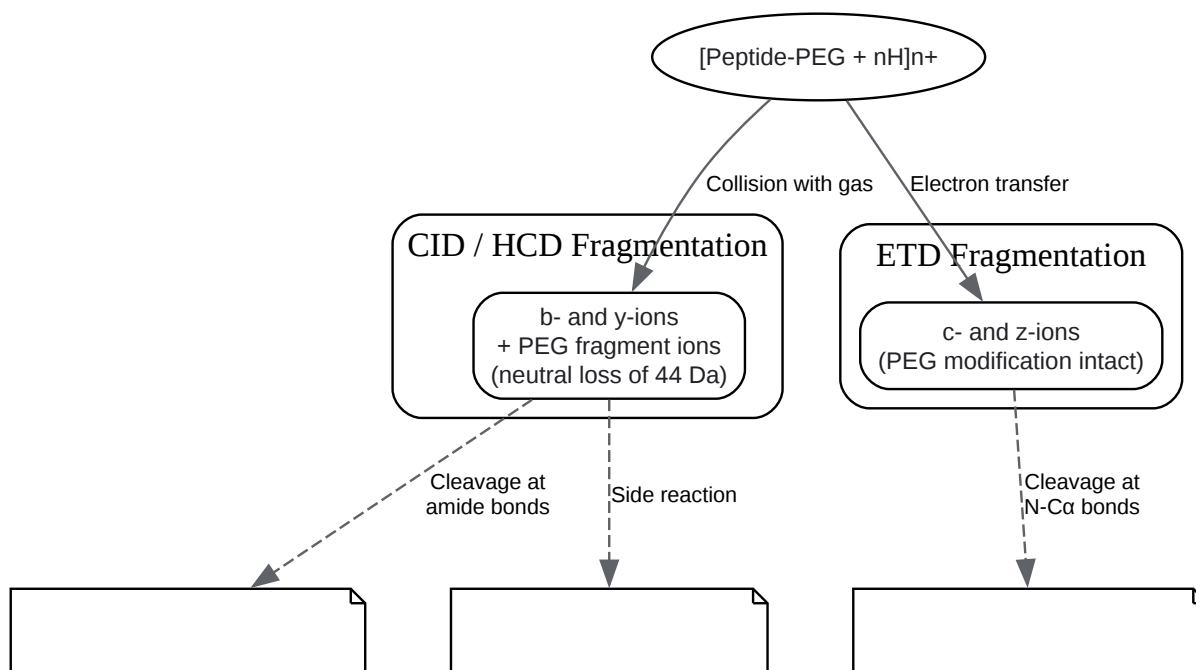 [Peptide-PEG + nH]n+
Collision with gas
Electron transfer
CID / HCD Fragmentation
ETD Fragmentation
b- and y-ions
+ PEG fragment ions
(neutral loss of 44 Da)
c- and z-ions
(PEG modification intact)
Cleavage at
amide bonds
Side reaction
Cleavage at
N-Cα bonds